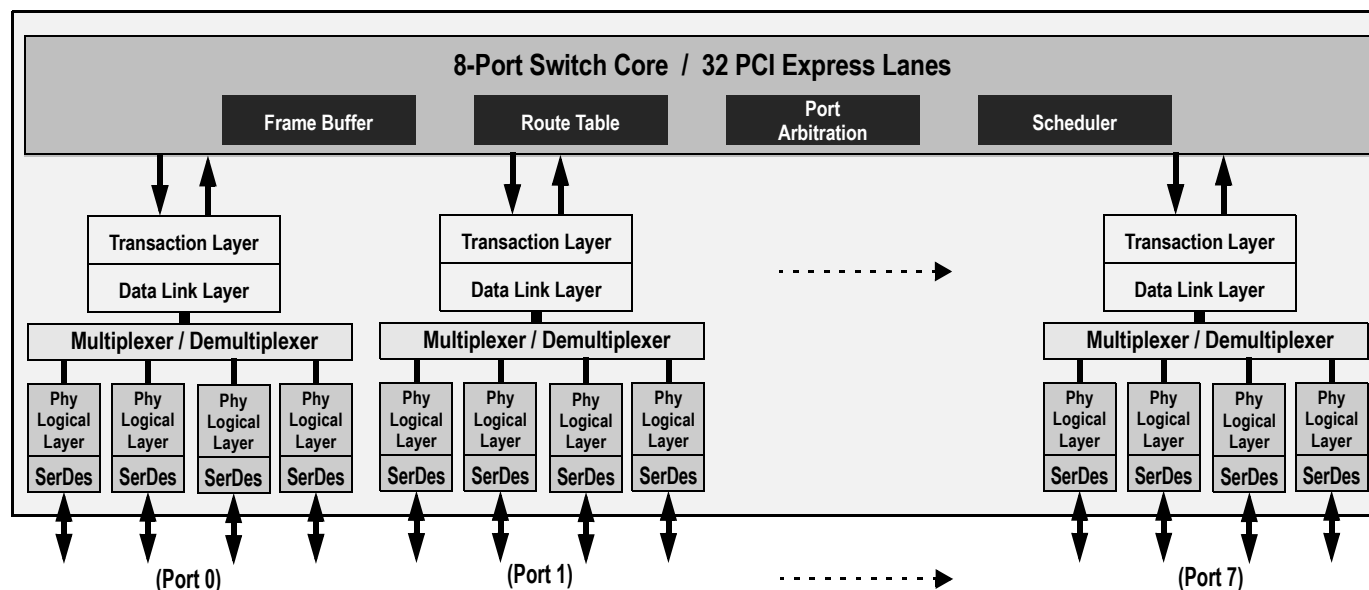 8-Port Switch Core / 32 PCI Express Lanes
Frame Buffer
Route Table
Port
Arbitration
Scheduler
Transaction Layer
Data Link Layer
Multiplexer / Demultiplexer
Phy
Logical
Layer
SerDes
Phy
Logical
Layer
SerDes
Phy
Logical
Layer
SerDes
Phy
Logical
Layer
SerDes
(Port 0)
Transaction Layer
Data Link Layer
Multiplexer / Demultiplexer
Phy
Logical
Layer
SerDes
Phy
Logical
Layer
SerDes
Phy
Logical
Layer
SerDes
Phy
Logical
Layer
SerDes
(Port 1)
Transaction Layer
Data Link Layer
Multiplexer / Demultiplexer
Phy
Logical
Layer
SerDes
Phy
Logical
Layer
SerDes
Phy
Logical
Layer
SerDes
Phy
Logical
Layer
SerDes
(Port 7)